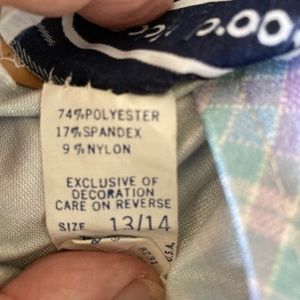 74%POLYESTER
17%SPANDEX
9%NYLON
EXCLUSIVE OF
DECORATION
CARE ON REVERSE
SIZE 13/14
U.S.A.